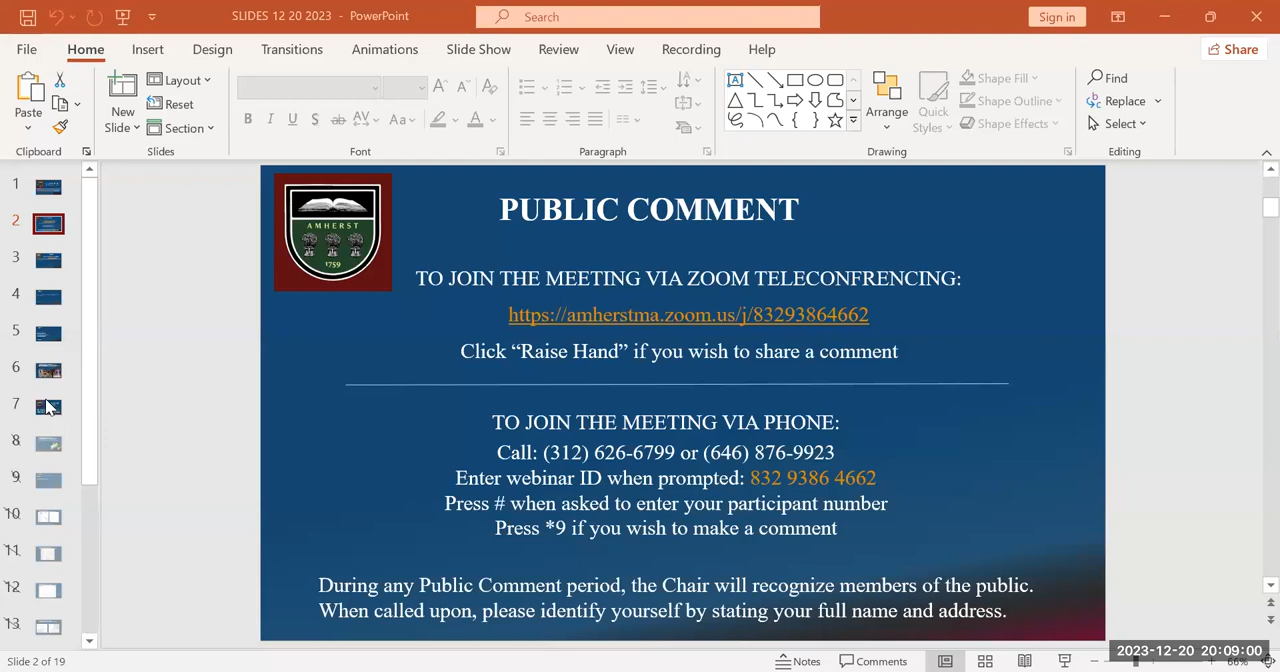 SLIDES 12 20 2023 - PowerPoint
Search
Sign in
File Home Insert Design Transitions Animations Slide Show Review View Recording Help
Share
Paste
New Slide
Layout
Reset
Section
B I U S ab AV Aa A
Arrange
Quick Styles
Shape Fill
Shape Outline
Shape Effects
Find
Replace
Select
Clipboard Slides Font Paragraph Drawing Editing
1
2
3
4
5
6
7
8
9
10
11
12
13
AMHERST
1759
PUBLIC COMMENT
TO JOIN THE MEETING VIA ZOOM TELECONFRENCING:
https://amherstma.zoom.us/j/83293864662
Click “Raise Hand” if you wish to share a comment
TO JOIN THE MEETING VIA PHONE:
Call: (312) 626-6799 or (646) 876-9923
Enter webinar ID when prompted: 832 9386 4662
Press # when asked to enter your participant number
Press *9 if you wish to make a comment
During any Public Comment period, the Chair will recognize members of the public.
When called upon, please identify yourself by stating your full name and address.
2023-12-20 20:09:00
Slide 2 of 19
Notes
Comments
66%